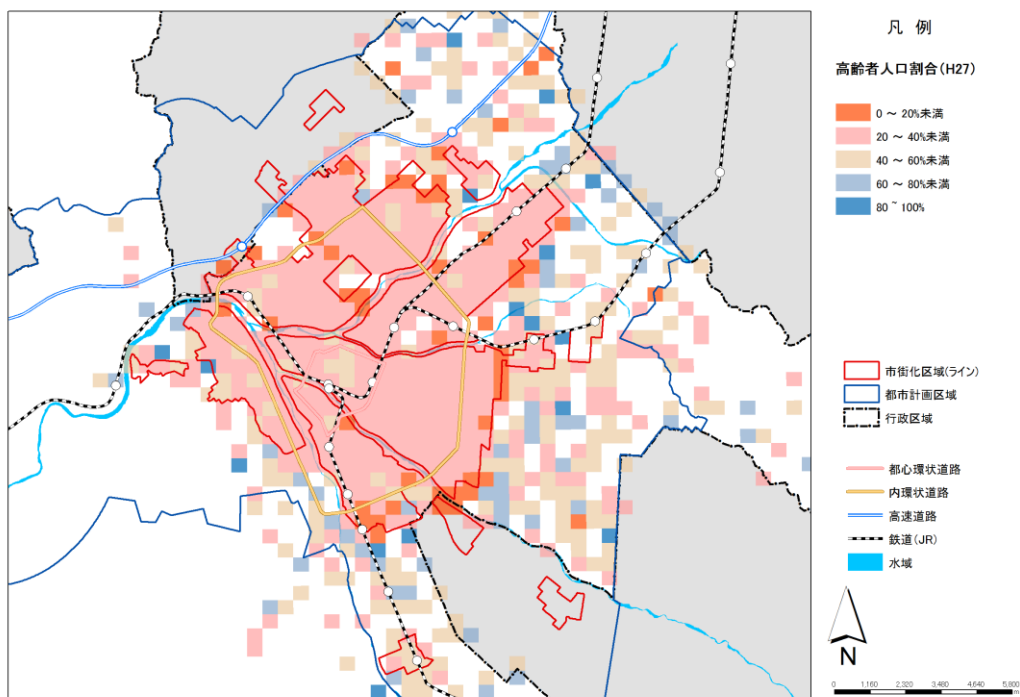 凡 例
高齢者人口割合(H27)
0 ～ 20%未満
20 ～ 40%未満
40 ～ 60%未満
60 ～ 80%未満
80 ~ 100%
市街化区域(ライン)
都市計画区域
行政区域
都心環状道路
内環状道路
高速道路
鉄道(JR)
水域
N
0 1,160 2,320 3,480 4,640 5,800
m